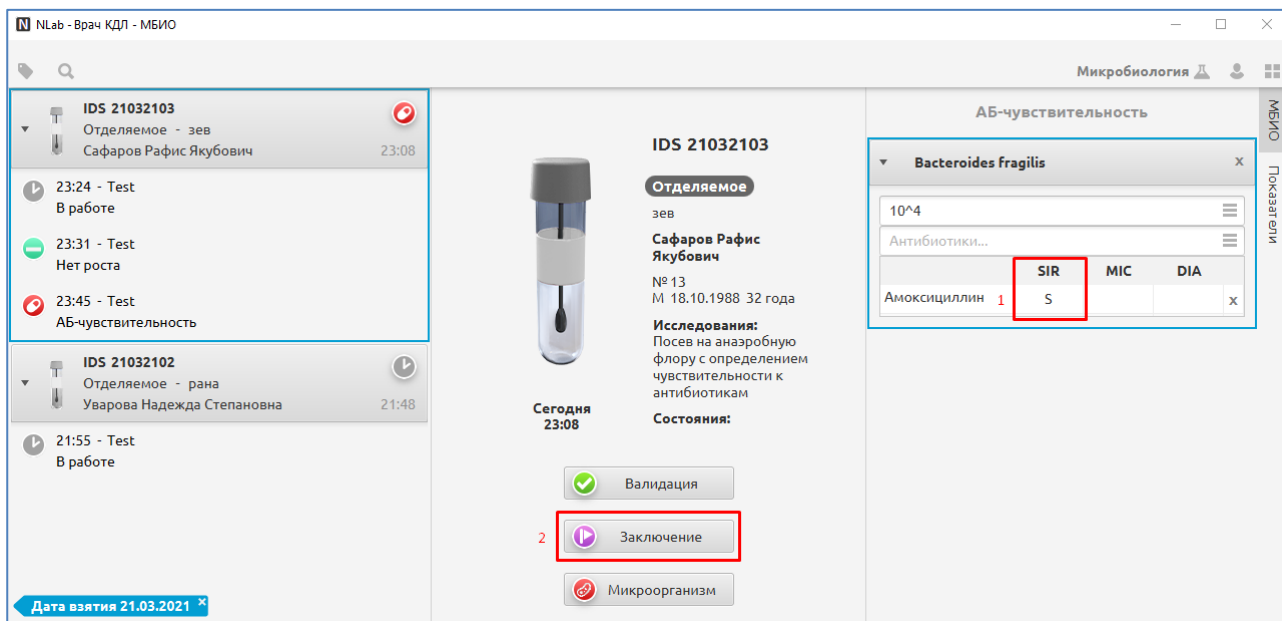 NLab - Врач КДЛ - МБИО
Микробиология
IDS 21032103
Отделяемое - зев
Сафаров Рафис Якубович 23:08
23:24 - Test
В работе
23:31 - Test
Нет роста
23:45 - Test
АБ-чувствительность
IDS 21032102
Отделяемое - рана
Уварова Надежда Степановна 21:48
21:55 - Test
В работе
Дата взятия 21.03.2021 x
IDS 21032103
Отделяемое
зев
Сафаров Рафис
Якубович
№ 13
М 18.10.1988 32 года
Исследования:
Посев на анаэробную
флору с определением
чувствительности к
антибиотикам
Состояния:
Сегодня
23:08
Валидация
2 Заключение
Микроорганизм
АБ-чувствительность
Bacteroides fragilis x
10^4
Антибиотики...
SIR MIC DIA
Амоксициллин 1 S x
МБИО
Показатели